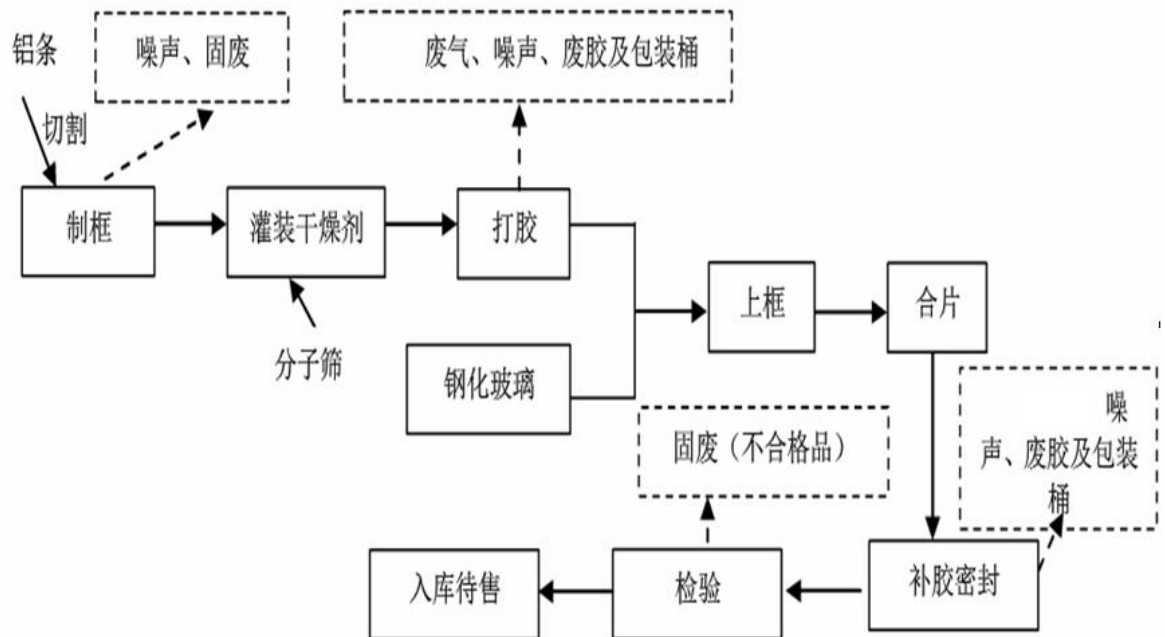 铝条
噪声、固废
废气、噪声、废胶及包装桶
切割
制框
灌装干燥剂
打胶
上框
合片
分子筛
钢化玻璃
噪
声、废胶及包装
桶
固废（不合格品）
入库待售
检验
补胶密封